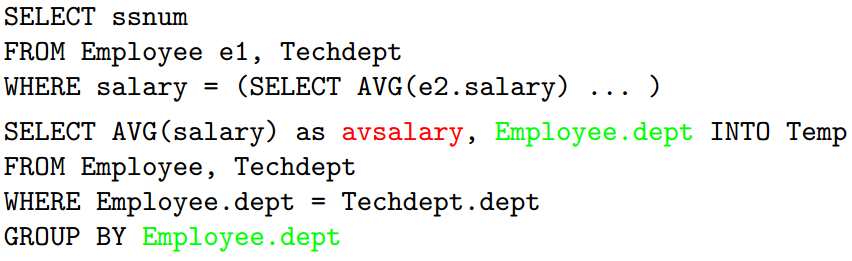 SELECT ssnum
FROM Employee e1, Techdept
WHERE salary = (SELECT AVG(e2.salary) ... )
SELECT AVG(salary) as avsalary, Employee.dept INTO Temp
FROM Employee, Techdept
WHERE Employee.dept = Techdept.dept
GROUP BY Employee.dept